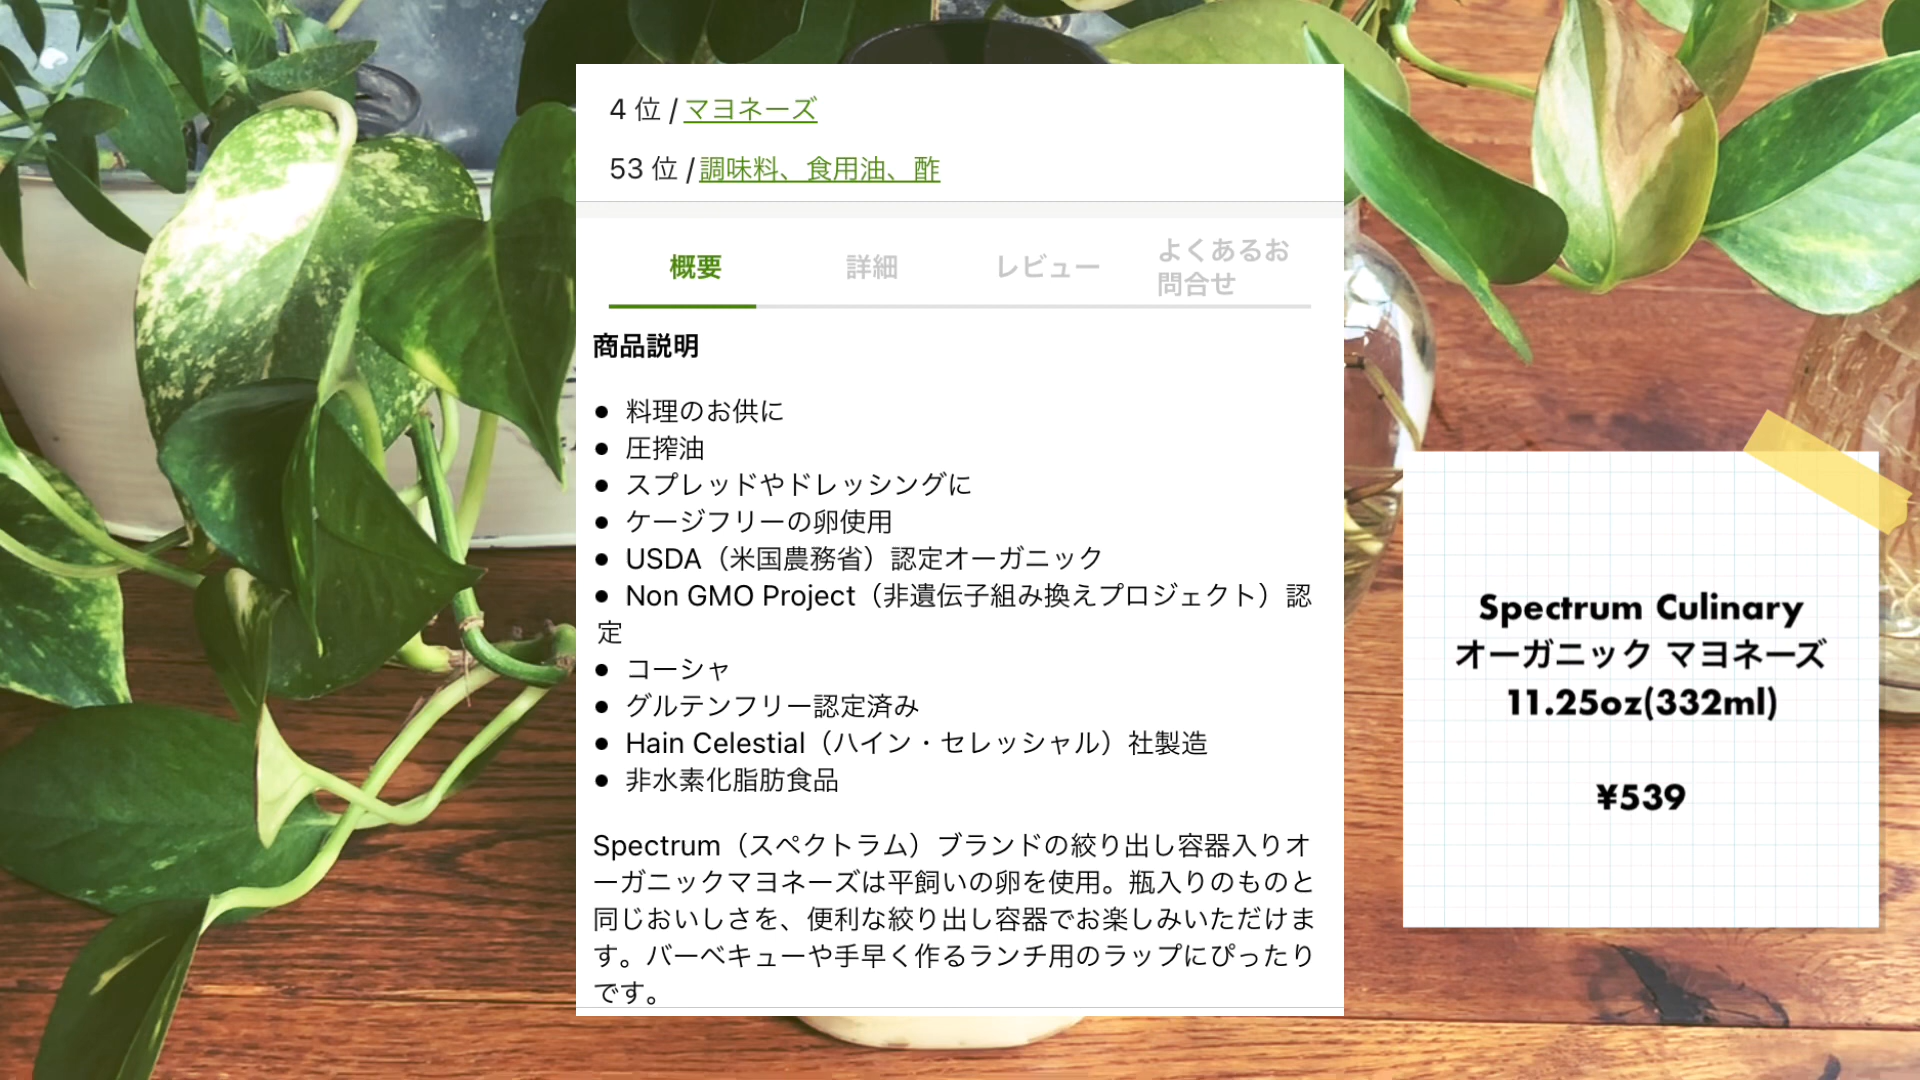 4 位 / マヨネーズ
53 位 / 調味料、食用油、酢
概要
詳細
レビュー
よくあるお
問合せ
商品説明
● 料理のお供に
● 圧搾油
● スプレッドやドレッシングに
● ケージフリーの卵使用
● USDA（米国農務省）認定オーガニック
● Non GMO Project（非遺伝子組み換えプロジェクト）認
定
● コーシャ
● グルテンフリー認定済み
● Hain Celestial（ハイン・セレッシャル）社製造
● 非水素化脂肪食品
Spectrum（スペクトラム）ブランドの絞り出し容器入りオ
ーガニックマヨネーズは平飼いの卵を使用。瓶入りのものと
同じおいしさを、便利な絞り出し容器でお楽しみいただけま
す。バーベキューや手早く作るランチ用のラップにぴったり
です。
Spectrum Culinary
オーガニック マヨネーズ
11.25oz(332ml)
¥539